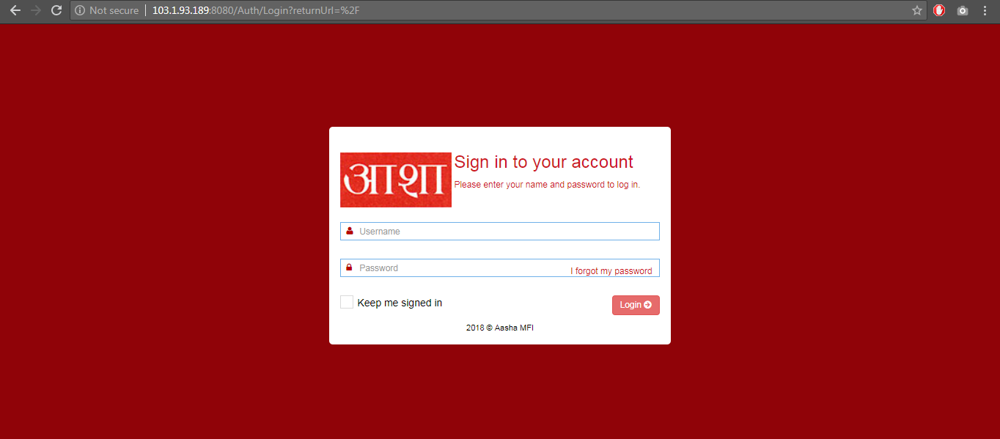 Not secure | 103.1.93.189:8080/Auth/Login?returnUrl=%2F
आशा
Sign in to your account
Please enter your name and password to log in.
Username
Password
I forgot my password
Keep me signed in
Login
2018 © Aasha MFI